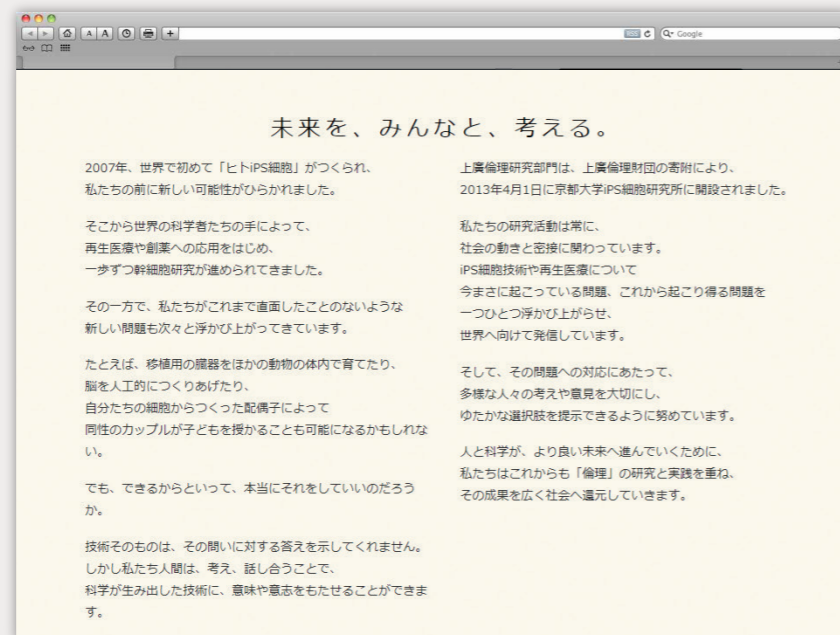 Google
未来を、みんなと、考える。
2007年、世界で初めて「ヒトiPS細胞」がつくられ、
私たちの前に新しい可能性がひらかれました。
そこから世界の科学者たちの手によって、
再生医療や創薬への応用をはじめ、
一歩ずつ幹細胞研究が進められてきました。
その一方で、私たちがこれまで直面したことのないような
新しい問題も次々と浮かび上がってきています。
たとえば、移植用の臓器をほかの動物の体内で育てたり、
脳を人工的につくりあげたり、
自分たちの細胞からつくった配偶子によって
同性のカップルが子どもを授かることも可能になるかもしれな
い。
でも、できるからといって、本当にそれをしていいのだろう
か。
技術そのものは、その問いに対する答えを示してくれません。
しかし私たち人間は、考え、話し合うことで、
科学が生み出した技術に、意味や意志をもたせることができま
す。
上廣倫理研究部門は、上廣倫理財団の寄附により、
2013年4月1日に京都大学iPS細胞研究所に開設されました。
私たちの研究活動は常に、
社会の動きと密接に関わっています。
iPS細胞技術や再生医療について
今まさに起こっている問題、これから起こり得る問題を
一つひとつ浮かび上がらせ、
世界へ向けて発信しています。
そして、その問題への対応にあたって、
多様な人々の考えや意見を大切にし、
ゆたかな選択肢を提示できるように努めています。
人と科学が、より良い未来へ進んでいくために、
私たちはこれからも「倫理」の研究と実践を重ね、
その成果を広く社会へ還元していきます。